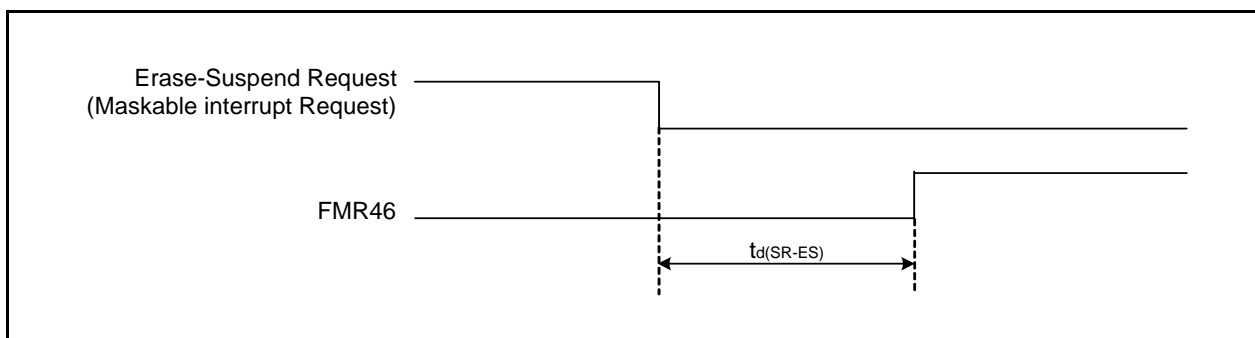 Erase-Suspend Request
(Maskable interrupt Request)
FMR46
td(SR-ES)